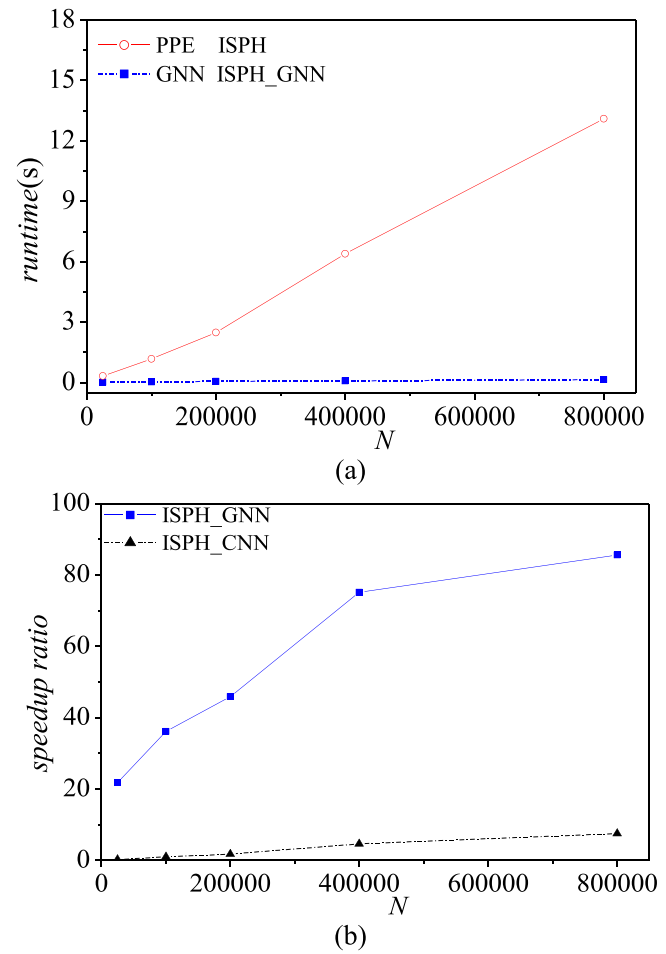 18
15
12
9
6
3
0
runtime(s)
PPE ISPH
GNN ISPH_GNN
0 200000 400000 600000 800000
N
(a)
100
80
60
40
20
0
speedup ratio
ISPH_GNN
ISPH_CNN
0 200000 400000 600000 800000
N
(b)